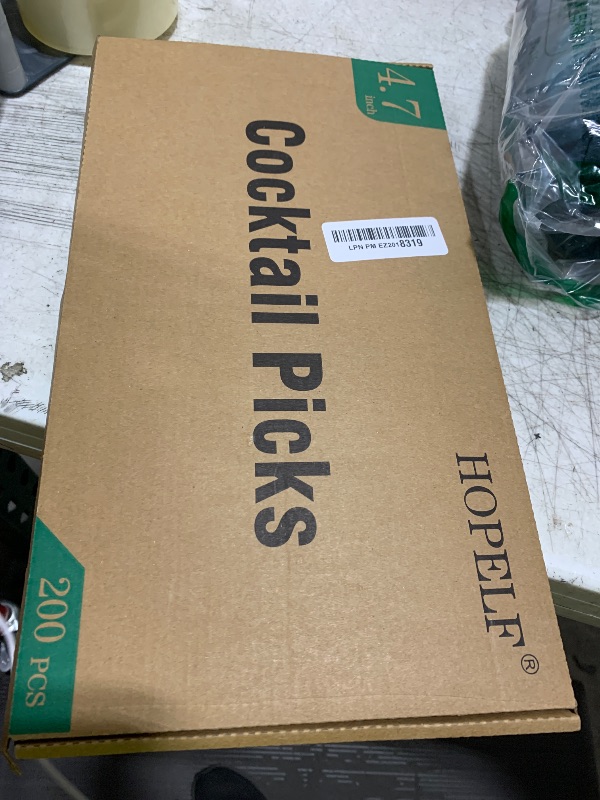 HOPELF®
4.7
inch
LPN PM EZ2018319
Cocktail Picks
200 PCS